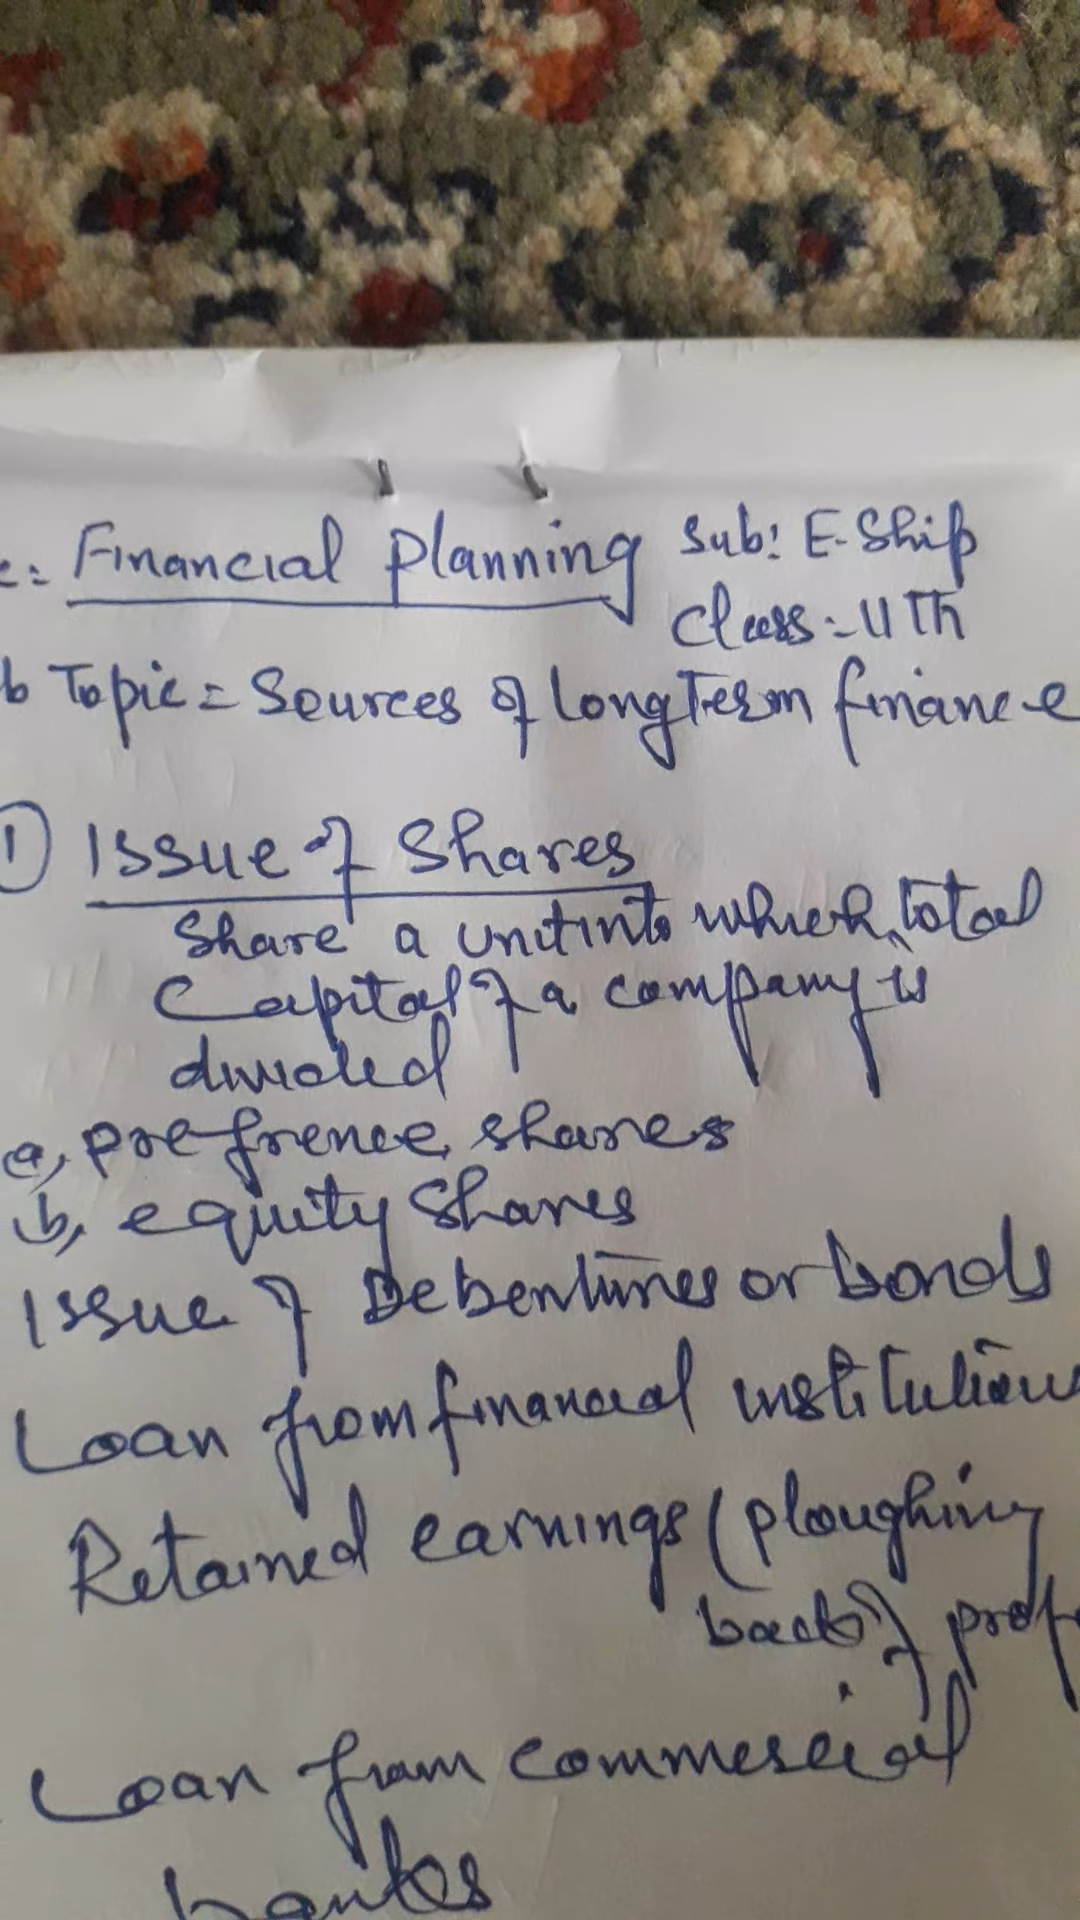 c: Financial Planning Sub: E-Ship
Class:- 11Th
b Topic = Sources of long Term finance
1) Issue of Shares
Share a unit into which total
Capital of a company is
divided
a, prefrence shares
b, equity Shares
Issue of Debentures or bonds
Loan from financial institutions
Retained earnings (ploughing
back of prof
Loan from commercial
banks